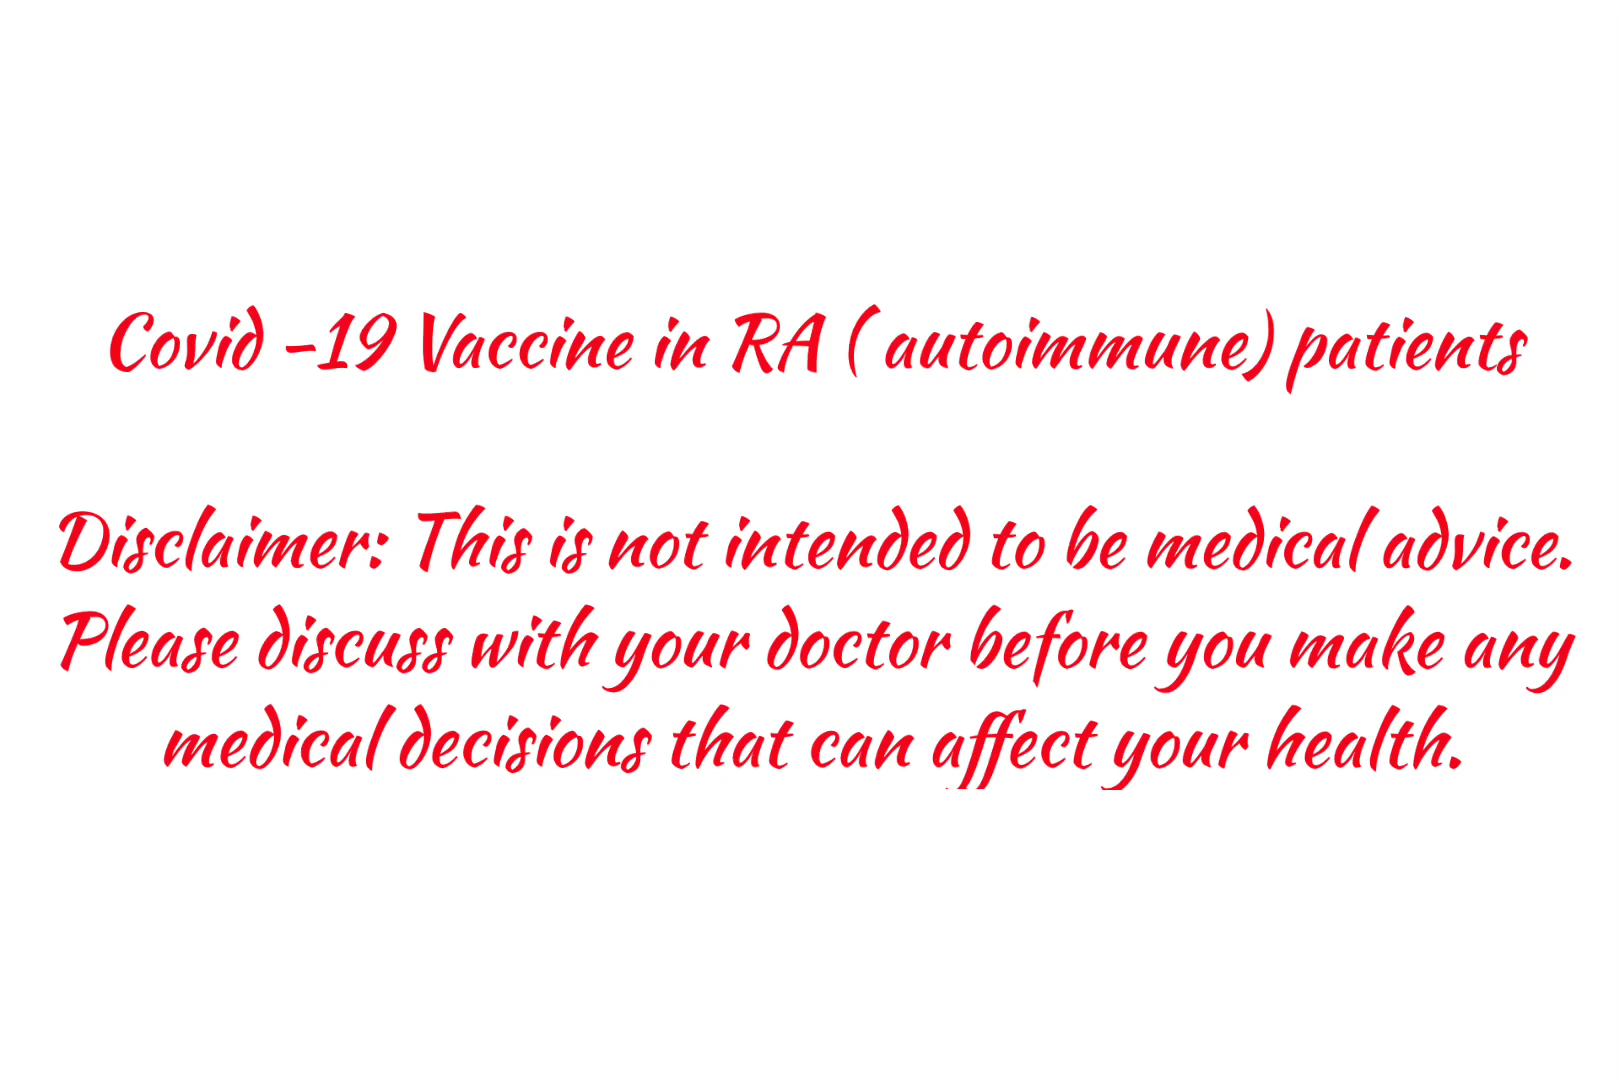 Covid -19 Vaccine in RA ( autoimmune) patients
Disclaimer: This is not intended to be medical advice.
Please discuss with your doctor before you make any
medical decisions that can affect your health.